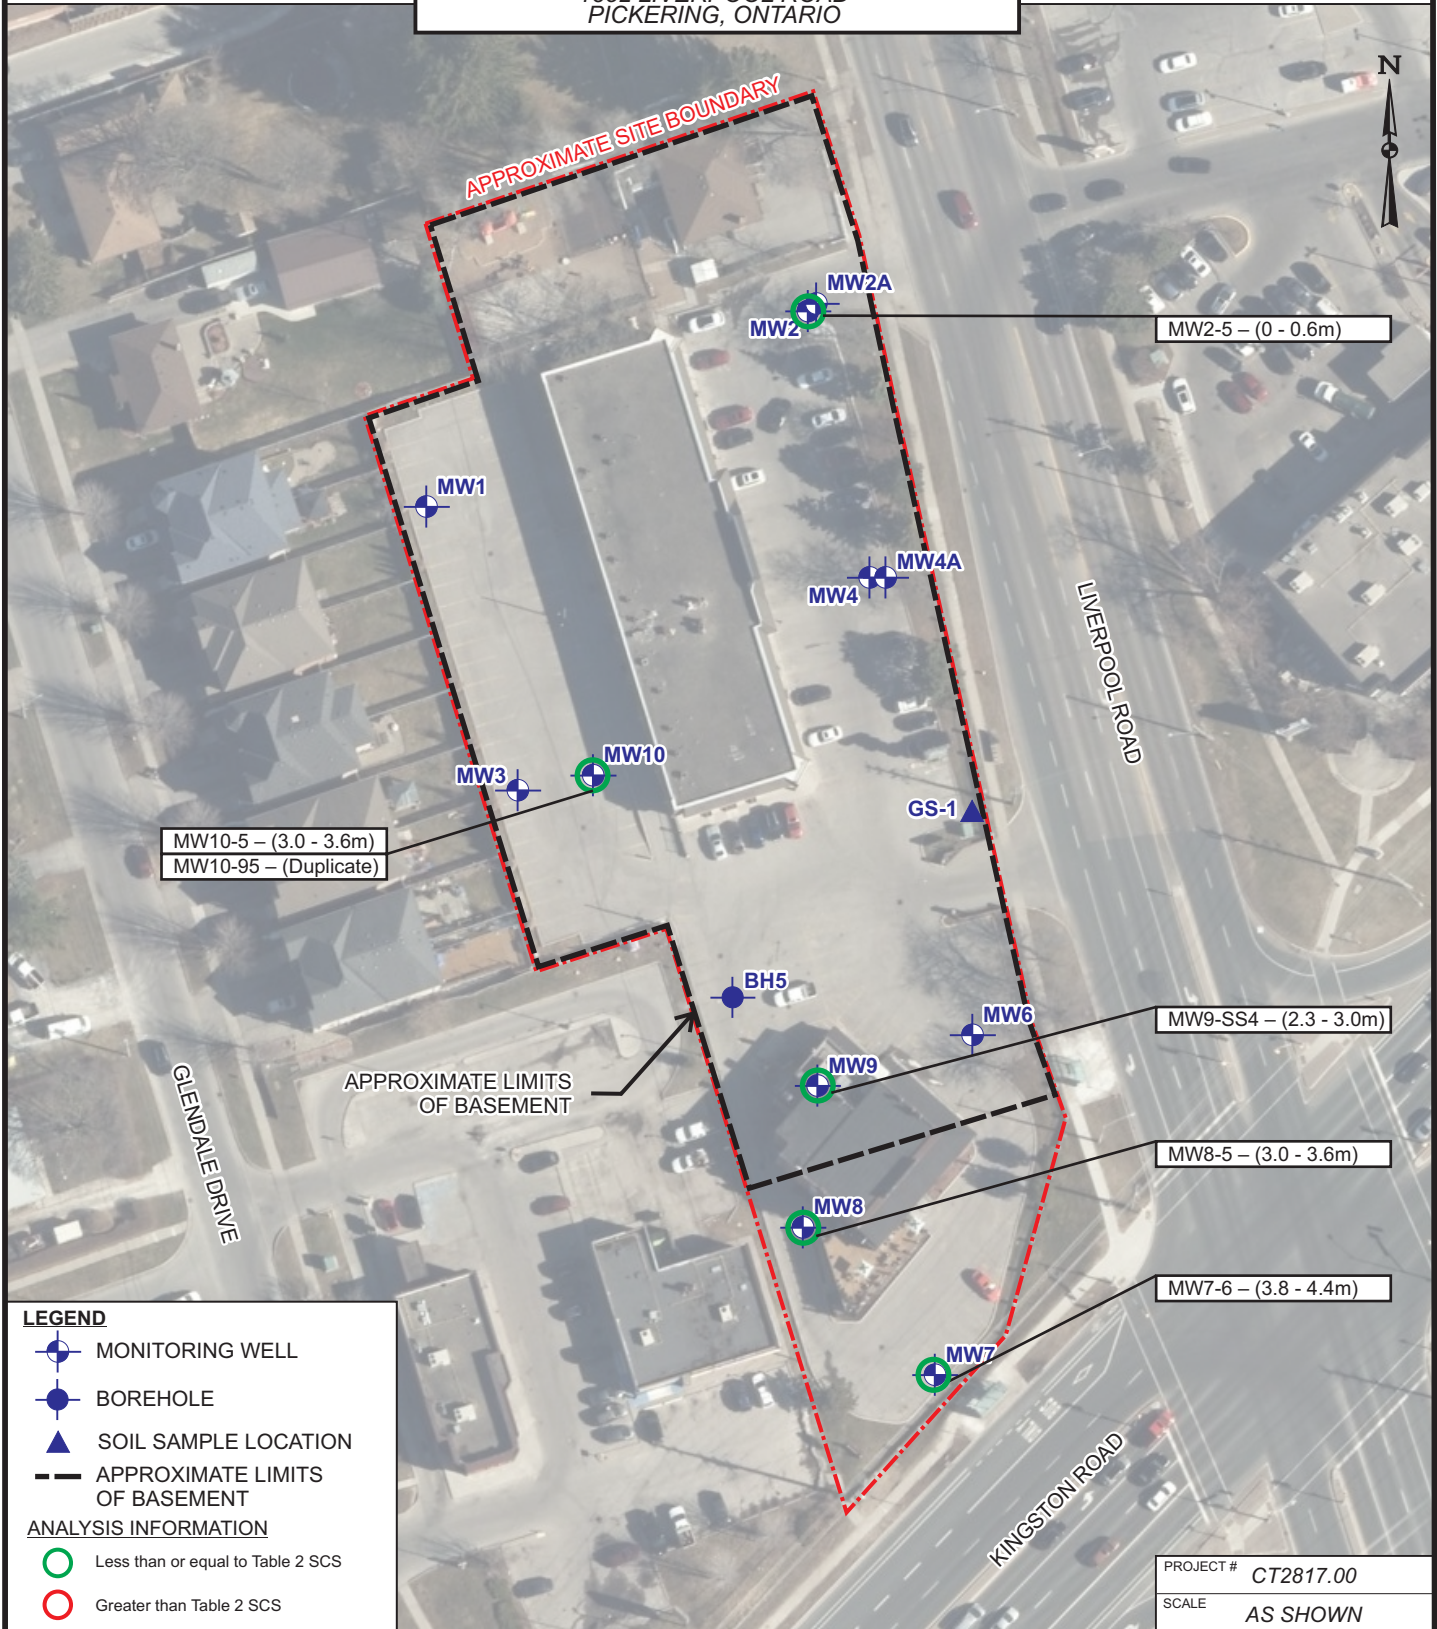 PICKERING, ONTARIO
N
APPROXIMATE SITE BOUNDARY
MW2A
MW2
MW2-5 – (0 - 0.6m)
MW1
MW4A
MW4
LIVERPOOL ROAD
MW10
MW3
GS-1
MW10-5 – (3.0 - 3.6m)
MW10-95 – (Duplicate)
BH5
MW6
MW9-SS4 – (2.3 - 3.0m)
MW9
APPROXIMATE LIMITS
OF BASEMENT
GLENDALE DRIVE
MW8-5 – (3.0 - 3.6m)
MW8
MW7-6 – (3.8 - 4.4m)
MW7
KINGSTON ROAD
LEGEND
MONITORING WELL
BOREHOLE
SOIL SAMPLE LOCATION
APPROXIMATE LIMITS
OF BASEMENT
ANALYSIS INFORMATION
Less than or equal to Table 2 SCS
Greater than Table 2 SCS
PROJECT # CT2817.00
SCALE AS SHOWN